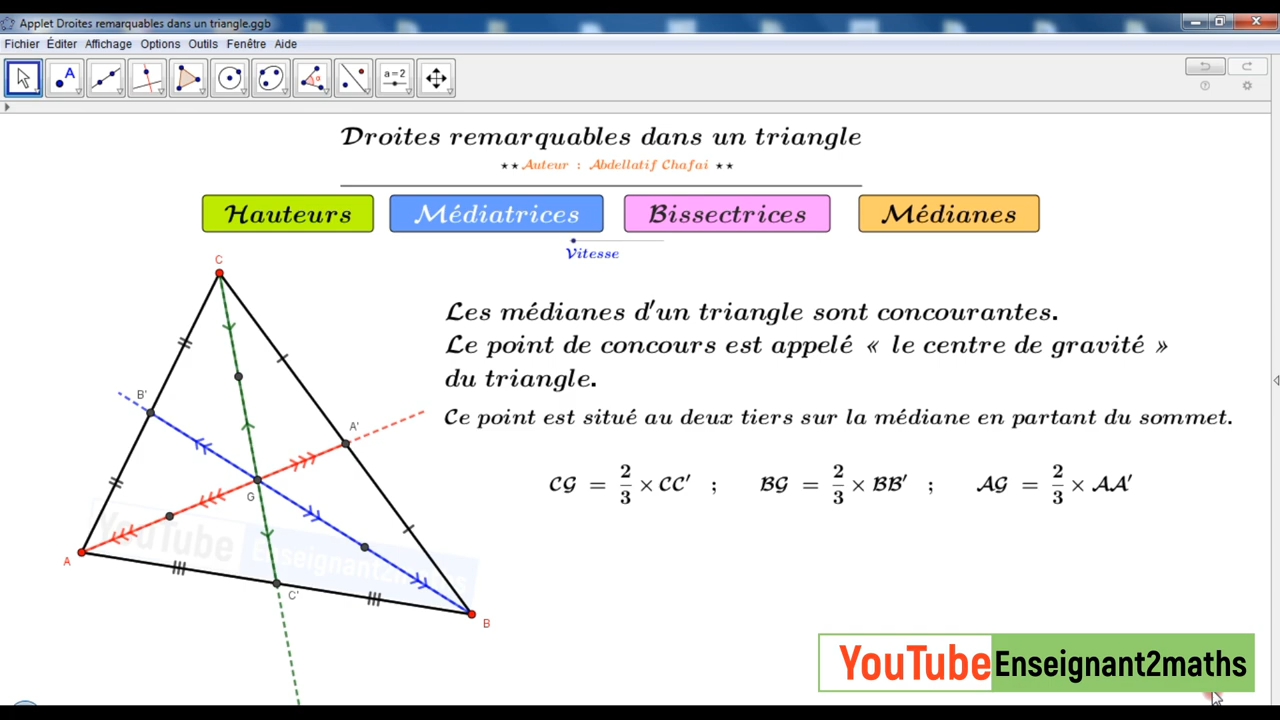 Applet Droites remarquables dans un triangle.ggb
Fichier Éditer Affichage Options Outils Fenêtre Aide
A
α
a = 2
Droites remarquables dans un triangle
★★ Auteur : Abdellatif Chafai ★★
Hauteurs Médiatrices Bissectrices Médianes
Vitesse
C
Les médianes d'un triangle sont concourantes.
Le point de concours est appelé « le centre de gravité »
du triangle.
Ce point est situé au deux tiers sur la médiane en partant du sommet.
B'
A'
CG = 2/3 × CC' ; BG = 2/3 × BB' ; AG = 2/3 × AA'
G
YouTube Enseignant2maths
A
C'
B
YouTube Enseignant2maths